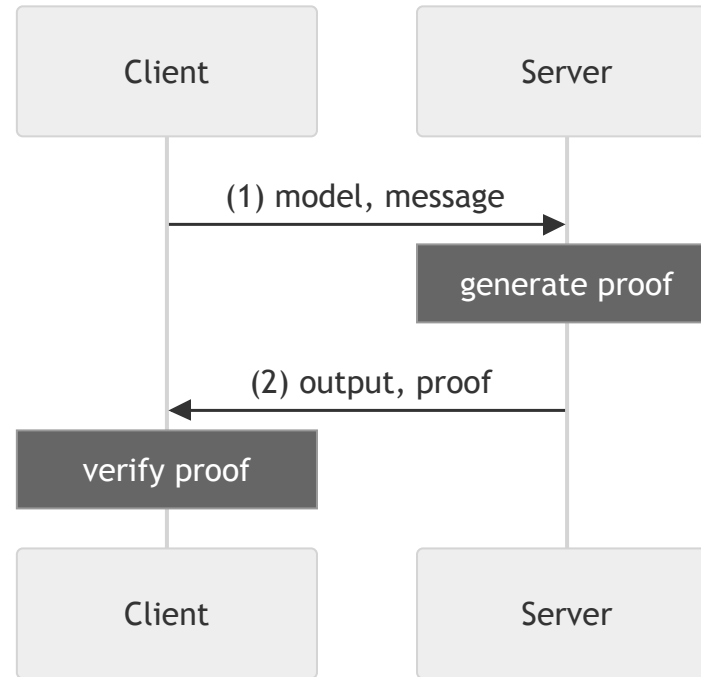 Client
Server
(1) model, message
generate proof
(2) output, proof
verify proof
Client
Server